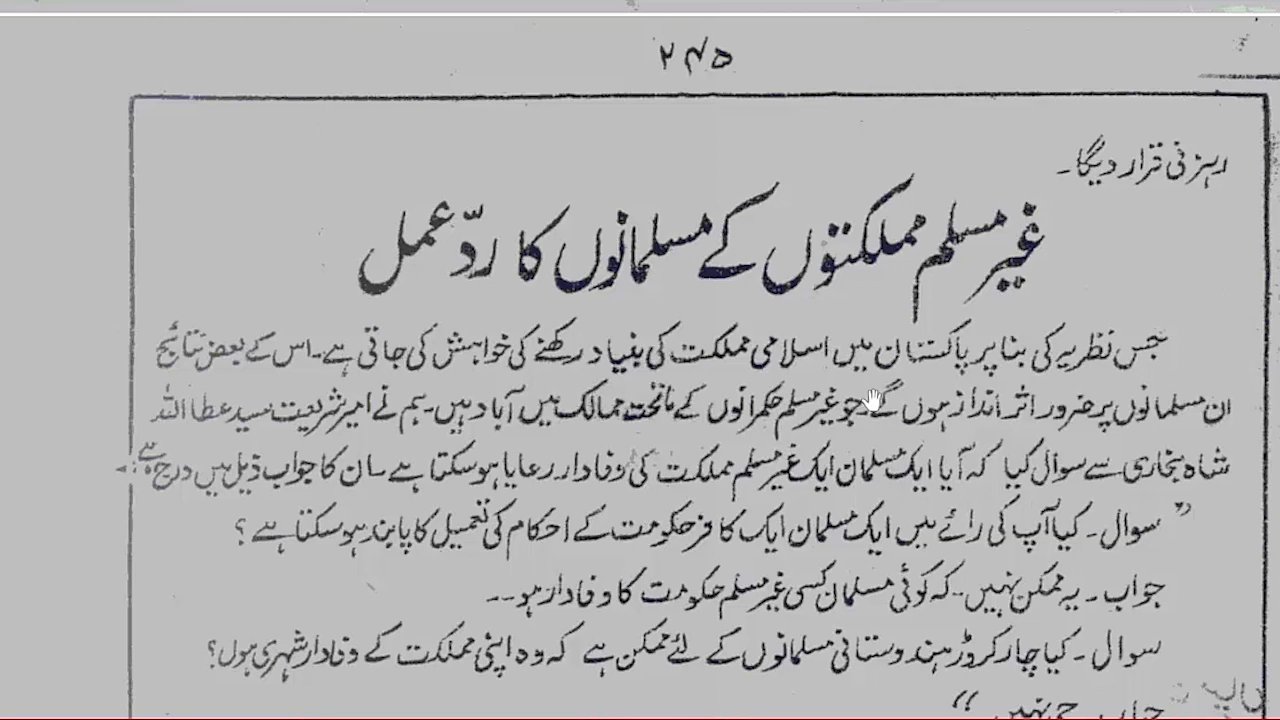 ۲۴۵
رہزنی قرار دیگا۔
غیر مسلم مملکتوں کے مسلمانوں کا ردّ عمل
جس نظریہ کی بنا پر پاکستان میں اسلامی مملکت کی بنیاد رکھنے کی خواہش کی جاتی ہے۔ اس کے بعض نتائج
ان مسلمانوں پر ضرور اثر انداز ہوں گے جو غیر مسلم حکمرانوں کے ماتحت ممالک میں آباد ہیں۔ ہم نے امیر شریعت سید عطا اللہ
شاہ بخاری سے سوال کیا کہ آیا ایک مسلمان ایک غیر مسلم مملکت کی وفادار رعایا ہو سکتا ہے۔ ان کا جواب ذیل میں درج ہے:-
"سوال۔ کیا آپ کی رائے میں ایک مسلمان ایک کافر حکومت کے احکام کی تعمیل کا پابند ہو سکتا ہے؟
جواب۔ یہ ممکن نہیں۔ کہ کوئی مسلمان کسی غیر مسلم حکومت کا وفادار ہو۔۔
سوال۔ کیا چار کروڑ ہندوستانی مسلمانوں کے لئے ممکن ہے کہ وہ اپنی مملکت کے وفادار شہری ہوں؟
جواب۔ جی نہیں"